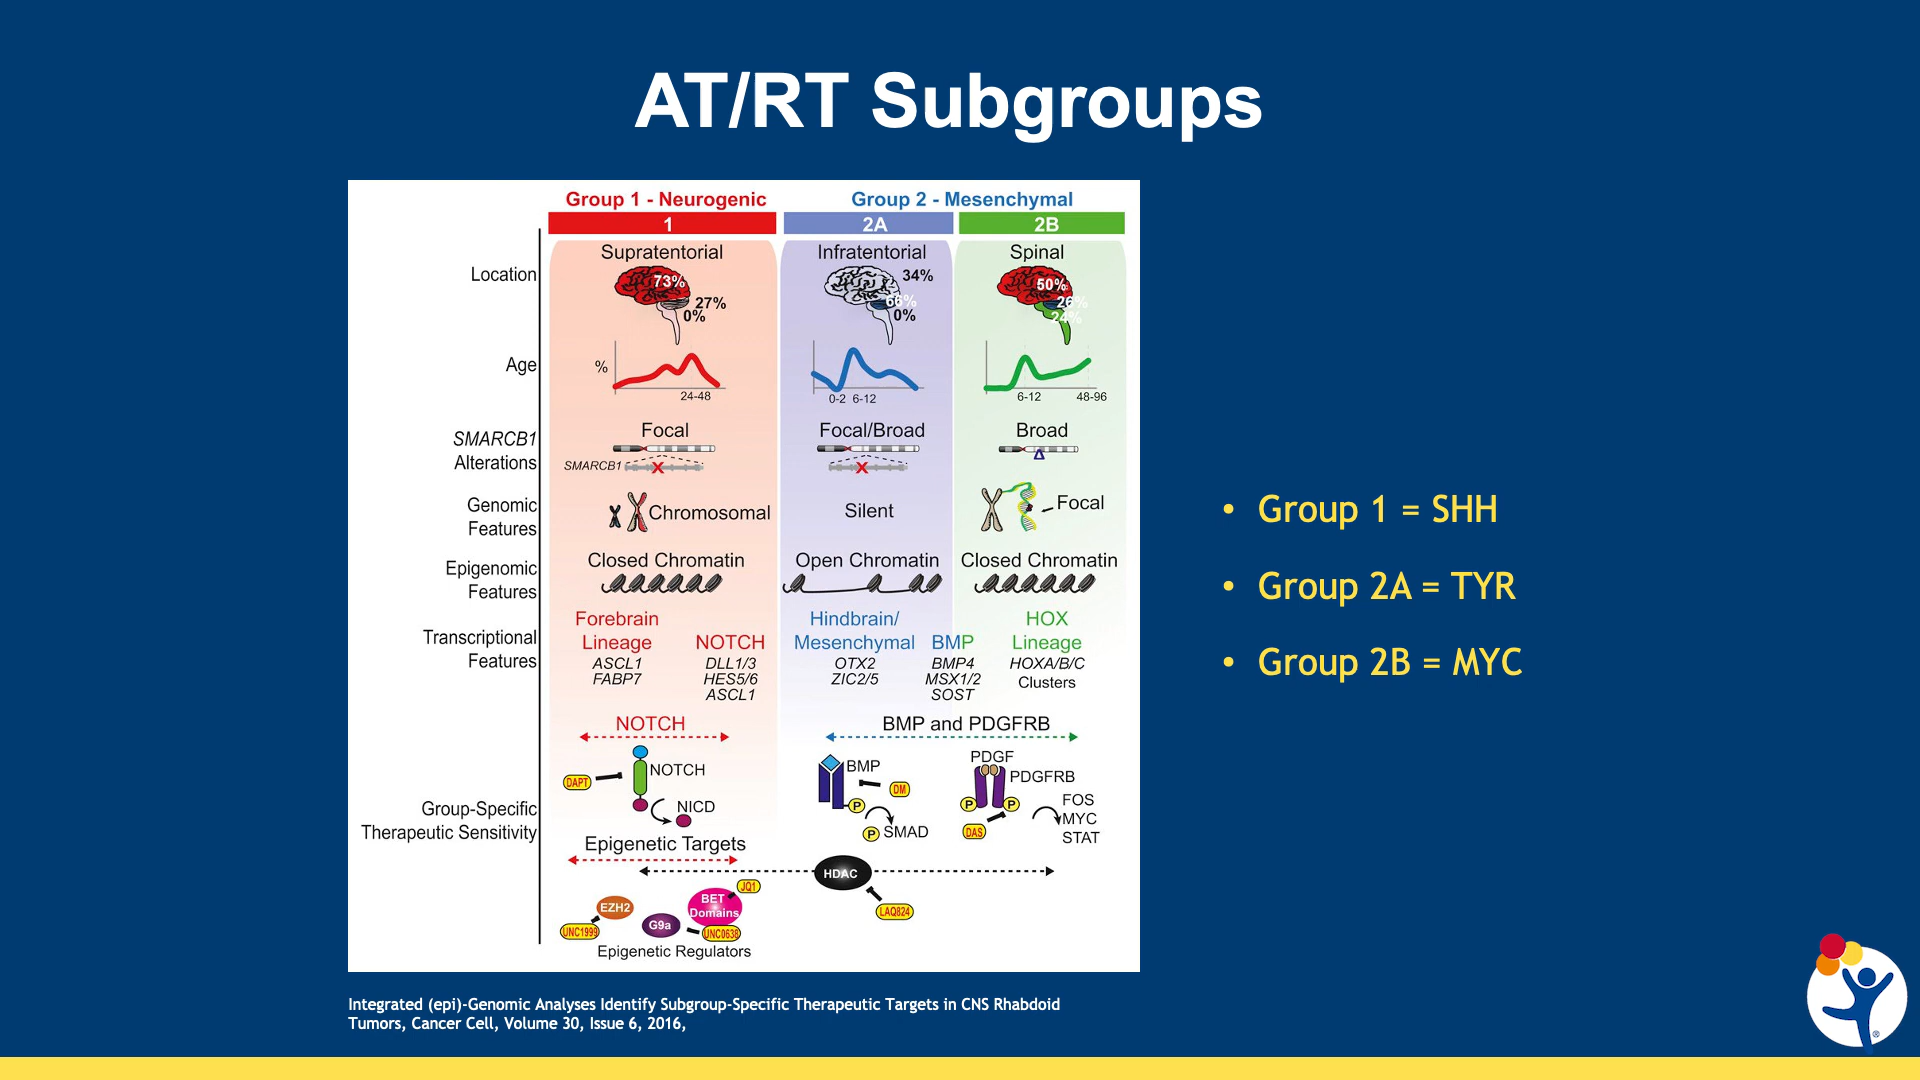 AT/RT Subgroups
Group 1 - Neurogenic
Group 2 - Mesenchymal
1
2A
2B
Location
Supratentorial
73%
27%
0%
Infratentorial
34%
66%
0%
Spinal
50%
26%
24%
Age
%
24-48
0-2 6-12
6-12
48-96
SMARCB1
Alterations
Focal
SMARCB1
X
Focal/Broad
X
Broad
Δ
Genomic
Features
Chromosomal
Silent
Focal
Epigenomic
Features
Closed Chromatin
Open Chromatin
Closed Chromatin
Transcriptional
Features
Forebrain
Lineage
ASCL1
FABP7
NOTCH
DLL1/3
HES5/6
ASCL1
Hindbrain/
Mesenchymal
OTX2
ZIC2/5
BMP
BMP4
MSX1/2
SOST
HOX
Lineage
HOXA/B/C
Clusters
Group-Specific
Therapeutic Sensitivity
NOTCH
DAPT
NOTCH
NICD
BMP and PDGFRB
BMP
DM
P
P SMAD
PDGF
PDGFRB
P
P
DAS
FOS
MYC
STAT
Epigenetic Targets
HDAC
LAQ824
EZH2
UNC1999
G9a
BET
Domains
JQ1
UNC0638
Epigenetic Regulators
• Group 1 = SHH
• Group 2A = TYR
• Group 2B = MYC
Integrated (epi)-Genomic Analyses Identify Subgroup-Specific Therapeutic Targets in CNS Rhabdoid
Tumors, Cancer Cell, Volume 30, Issue 6, 2016,
®